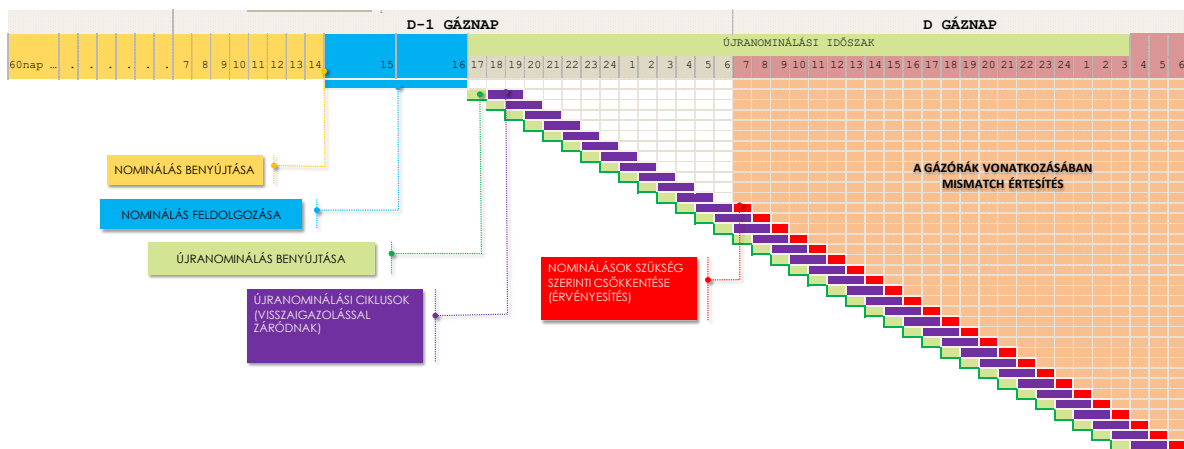 D-1 GÁZNAP D GÁZNAP
ÚJRANOMINÁLÁSI IDŐSZAK
60nap … . . . . . . 7 8 9 10 11 12 13 14 15 16 17 18 19 20 21 22 23 24 1 2 3 4 5 6 7 8 9 10 11 12 13 14 15 16 17 18 19 20 21 22 23 24 1 2 3 4 5 6
NOMINÁLÁS BENYÚJTÁSA
A GÁZÓRÁK VONATKOZÁSÁBAN
MISMATCH ÉRTESÍTÉS
NOMINÁLÁS FELDOLGOZÁSA
ÚJRANOMINÁLÁS BENYÚJTÁSA
NOMINÁLÁSOK SZÜKSÉG
SZERINTI CSÖKKENTÉSE
(ÉRVÉNYESÍTÉS)
ÚJRANOMINÁLÁSI CIKLUSOK
(VISSZAIGAZOLÁSSAL
ZÁRÓDNAK)